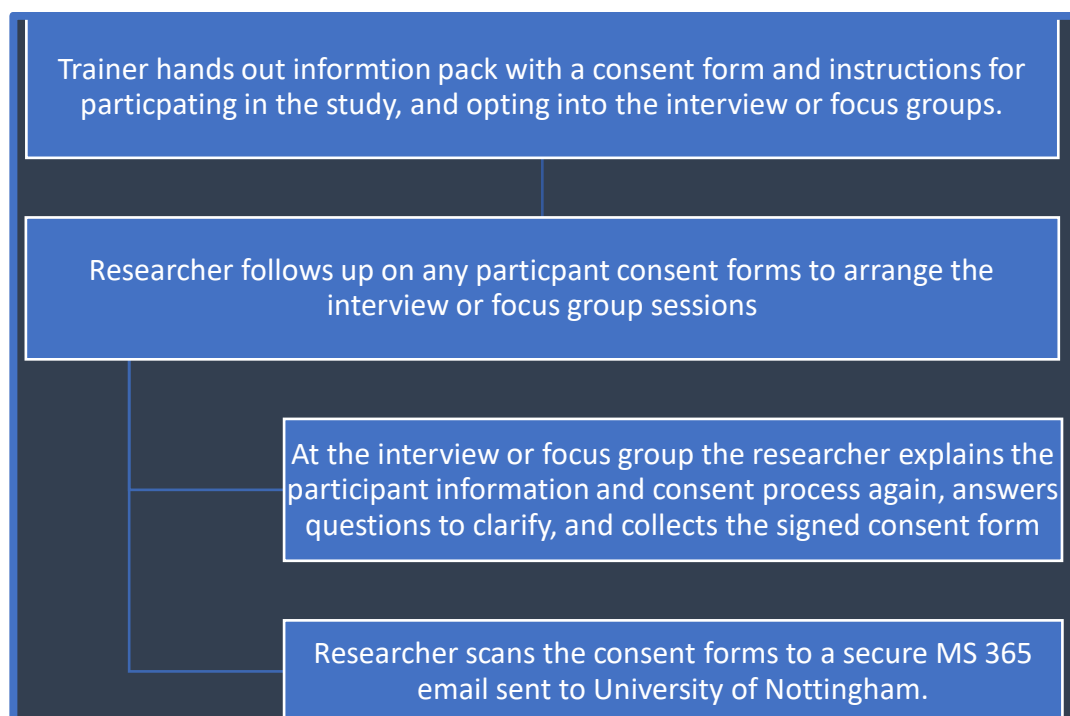 Trainer hands out informtion pack with a consent form and instructions for
particpating in the study, and opting into the interview or focus groups.
Researcher follows up on any particpant consent forms to arrange the
interview or focus group sessions
At the interview or focus group the researcher explains the
participant information and consent process again, answers
questions to clarify, and collects the signed consent form
Researcher scans the consent forms to a secure MS 365
email sent to University of Nottingham.